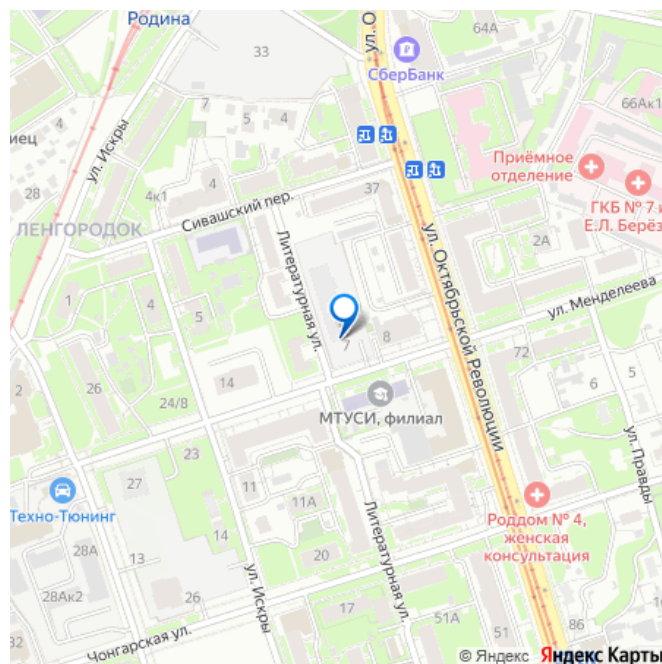 Родина
33
ул. О
СберБанк
64А
66Ак1
7
5
4
иец
4
ул. Искры
28
4к1
4
37
Приёмное
отделение
ГКБ № 7 и
Е.Л. Берёз
Сивашский пер.
ЛЕНГОРОДОК
2А
Литературная ул.
ул. Октябрьской Революции
ул. Менделеева
1
4
5
7
8
72
2
26
14
6
5
24/8
МТУСИ, филиал
23
ул. Правды
27
11
Техно-Тюнинг
11А
Роддом № 4,
женская
консультация
14
28А
13
20
Литературная ул.
28Ак2
26
ул. Искры
17
51А
32
Чонгарская ул.
51
86
© Яндекс Яндекс Карты